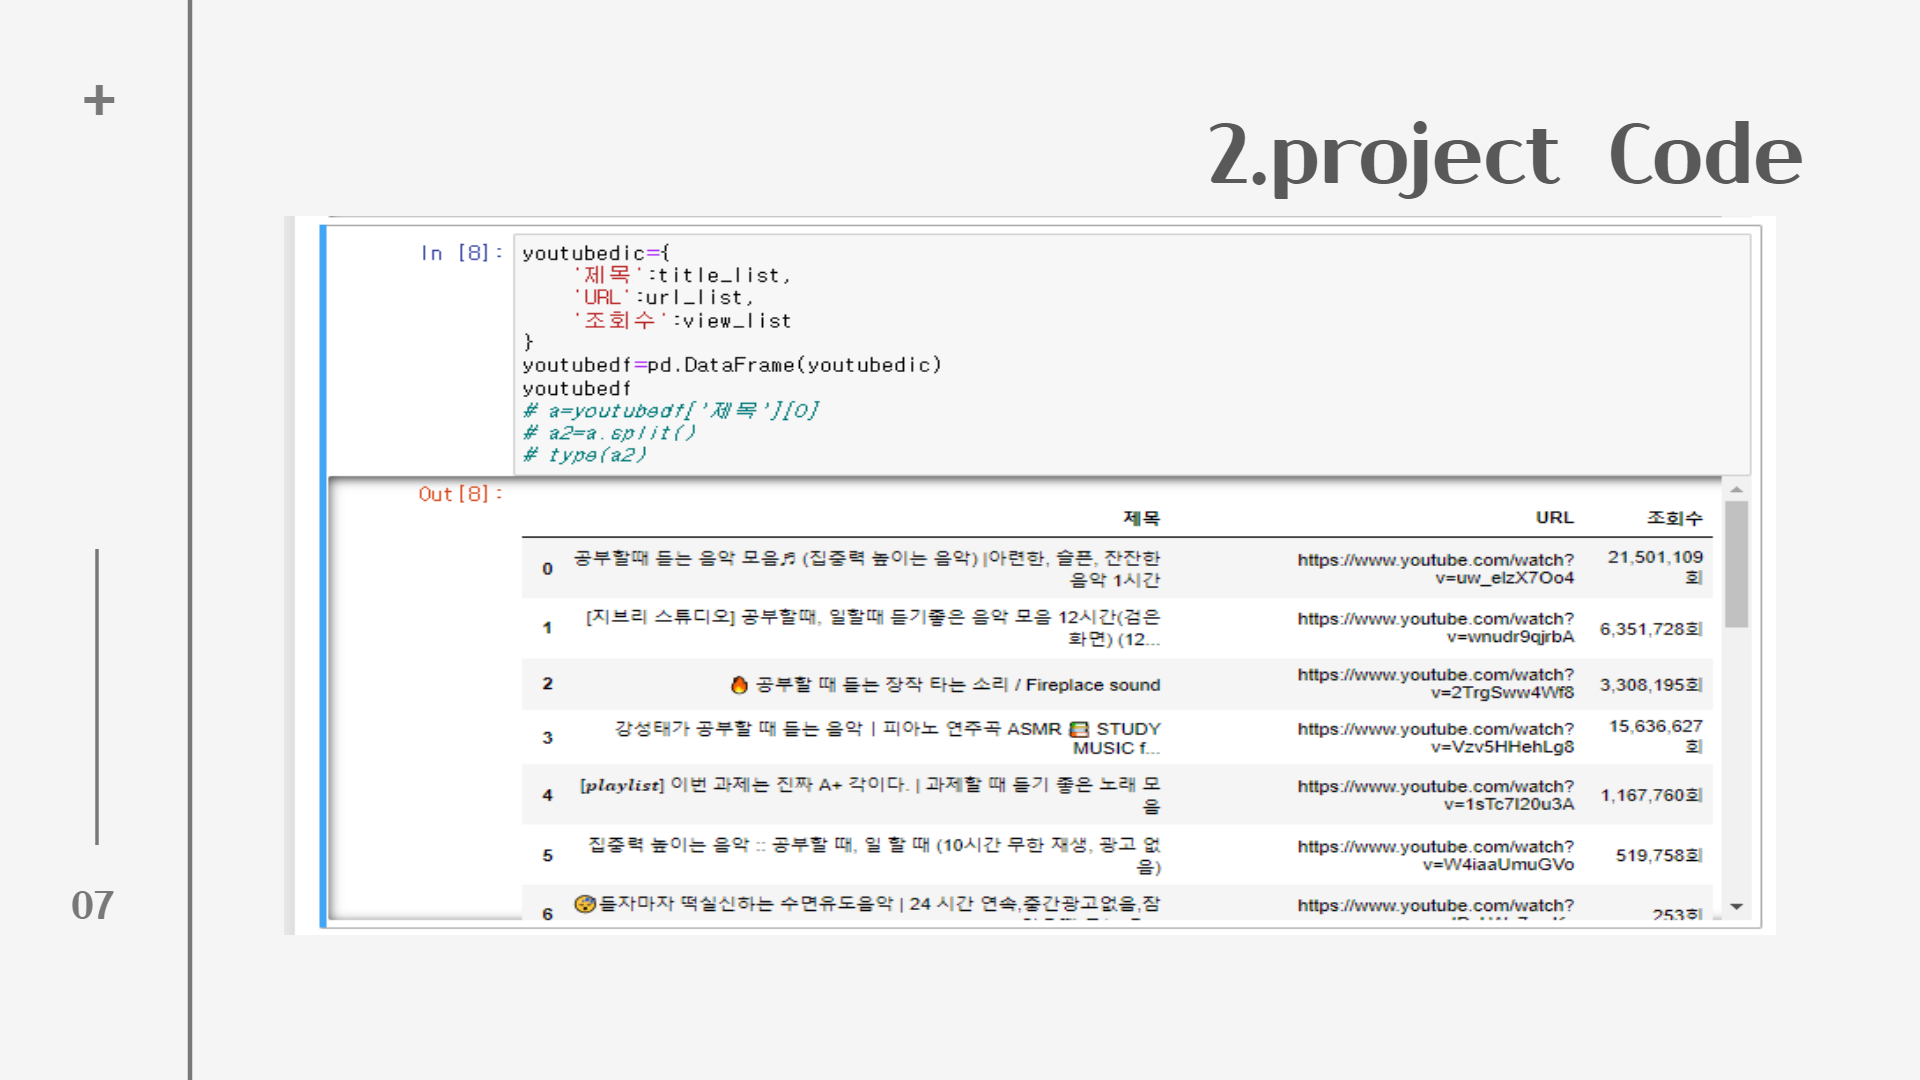 +
2.project Code
In [8]:
youtubedic={
'제목':title_list,
'URL':url_list,
'조회수':view_list
}
youtubedf=pd.DataFrame(youtubedic)
youtubedf
# a=youtubedf['제목'][0]
# a2=a.split()
# type(a2)
Out[8]:
제목 URL 조회수
0 공부할때 듣는 음악 모음♬ (집중력 높이는 음악) |아련한, 슬픈, 잔잔한 https://www.youtube.com/watch? 21,501,109
음악 1시간 v=uw_elzX7Oo4 회
1 [지브리 스튜디오] 공부할때, 일할때 듣기좋은 음악 모음 12시간(검은 https://www.youtube.com/watch? 6,351,728회
화면) (12... v=wnudr9qjrbA
2 🔥 공부할 때 듣는 장작 타는 소리 / Fireplace sound https://www.youtube.com/watch? 3,308,195회
v=2TrgSww4Wf8
3 강성태가 공부할 때 듣는 음악 | 피아노 연주곡 ASMR 📚 STUDY https://www.youtube.com/watch? 15,636,627
MUSIC f... v=Vzv5HHehLg8 회
4 [playlist] 이번 과제는 진짜 A+ 각이다. | 과제할 때 듣기 좋은 노래 모 https://www.youtube.com/watch? 1,167,760회
음 v=1sTc7I20u3A
5 집중력 높이는 음악 :: 공부할 때, 일 할 때 (10시간 무한 재생, 광고 없 https://www.youtube.com/watch? 519,758회
음) v=W4iaaUmuGVo
6 😴듣자마자 떡실신하는 수면유도음악 | 24 시간 연속,중간광고없음,잠 https://www.youtube.com/watch? 253회
07